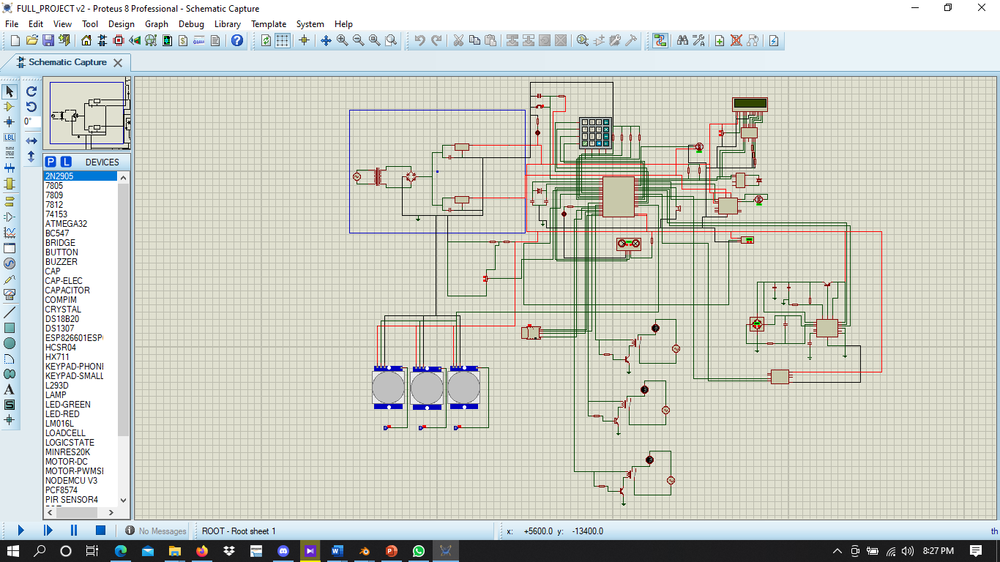 FULL_PROJECT v2 - Proteus 8 Professional - Schematic Capture
File Edit View Tool Design Graph Debug Library Template System Help
Schematic Capture
0°
LBL
P L DEVICES
2N2905
7805
7809
7812
74153
ATMEGA32
BC547
BRIDGE
BUTTON
BUZZER
CAP
CAP-ELEC
CAPACITOR
COMPIM
CRYSTAL
DS18B20
DS1307
ESP826601ESP
HCSR04
HX711
KEYPAD-PHON
KEYPAD-SMALL
L293D
LAMP
LED-GREEN
LED-RED
LM016L
LOADCELL
LOGICSTATE
MINRES20K
MOTOR-DC
MOTOR-PWMS
NODEMCU V3
PCF8574
PIR SENSOR4
No Messages ROOT - Root sheet 1 x: +5600.0 y: -13400.0 th
8:27 PM